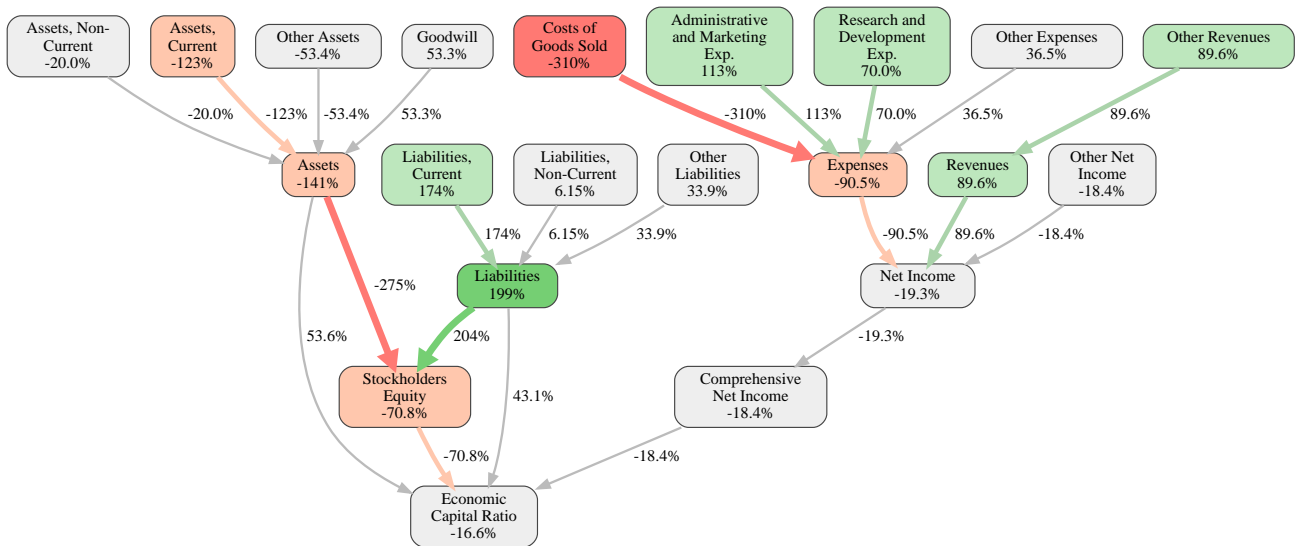 Assets, Non-
Current
-20.0%
Assets,
Current
-123%
Other Assets
-53.4%
Goodwill
53.3%
Costs of
Goods Sold
-310%
Administrative
and Marketing
Exp.
113%
Research and
Development
Exp.
70.0%
Other Expenses
36.5%
Other Revenues
89.6%
-20.0%
-123%
-53.4%
53.3%
-310%
113%
70.0%
36.5%
89.6%
Assets
-141%
Liabilities,
Current
174%
Liabilities,
Non-Current
6.15%
Other
Liabilities
33.9%
Expenses
-90.5%
Revenues
89.6%
Other Net
Income
-18.4%
174%
6.15%
33.9%
-90.5%
89.6%
-18.4%
Liabilities
199%
Net Income
-19.3%
-275%
53.6%
204%
43.1%
-19.3%
Stockholders
Equity
-70.8%
Comprehensive
Net Income
-18.4%
-70.8%
-18.4%
Economic
Capital Ratio
-16.6%